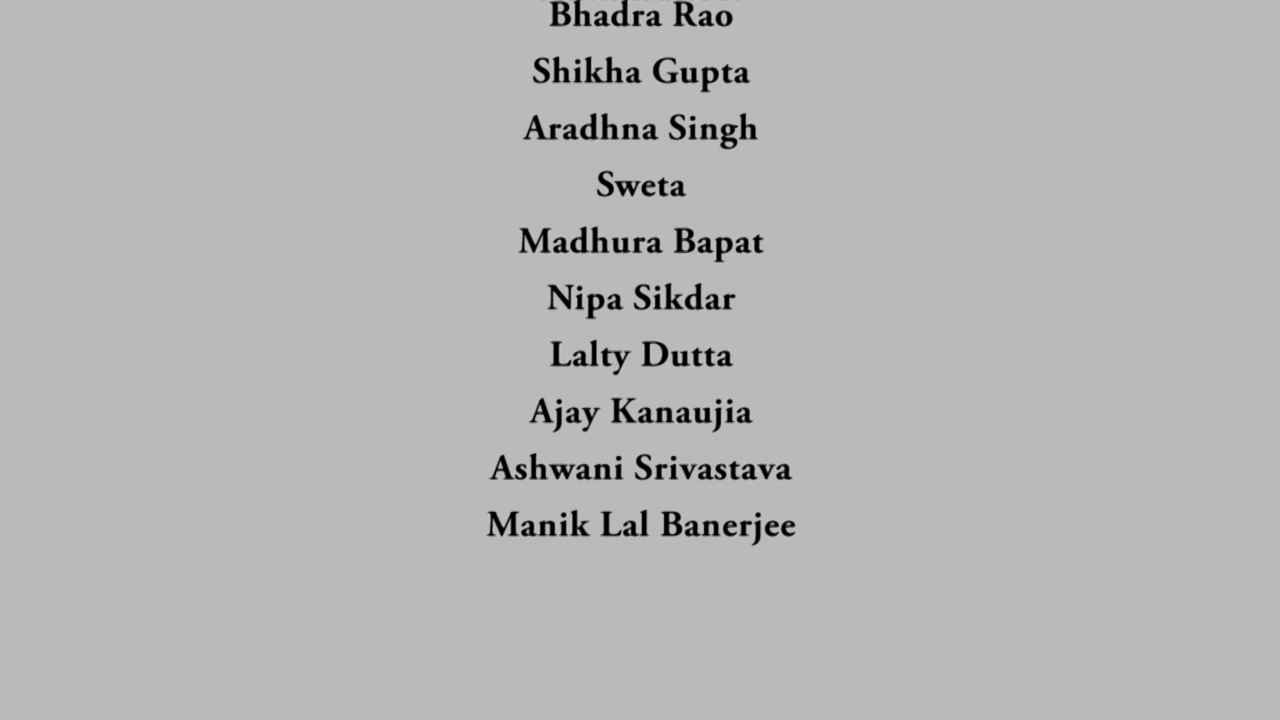 Bhadra Rao
Shikha Gupta
Aradhna Singh
Sweta
Madhura Bapat
Nipa Sikdar
Lalty Dutta
Ajay Kanaujia
Ashwani Srivastava
Manik Lal Banerjee